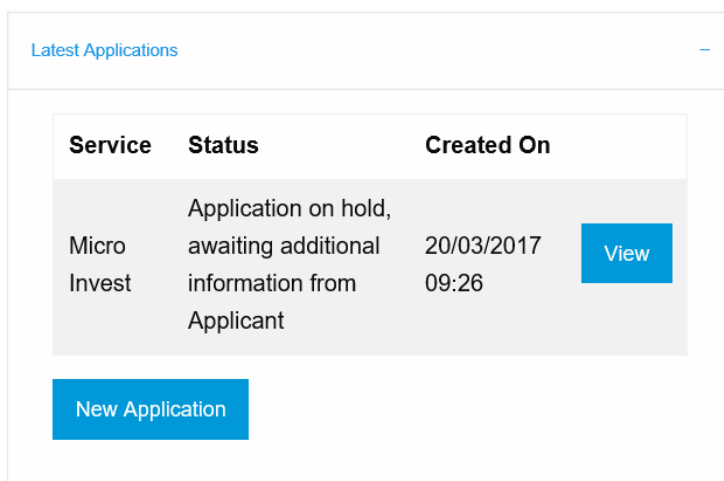 Latest Applications –
Service Status Created On
Application on hold,
Micro awaiting additional 20/03/2017 View
Invest information from 09:26
Applicant
New Application